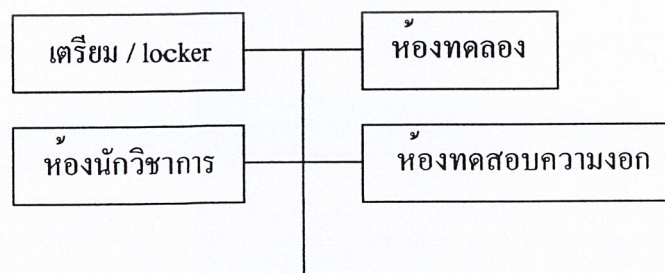 เตรียม / locker
ห้องทดลอง
ห้องนักวิชาการ
ห้องทดสอบความงอก